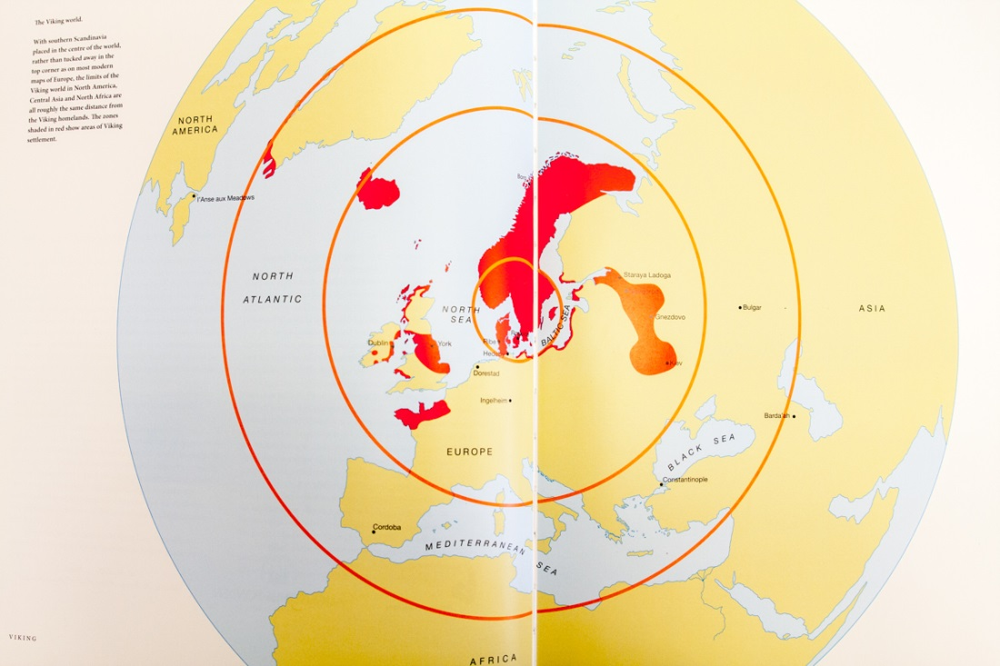 The Viking world.
With southern Scandinavia
placed in the centre of the world,
rather than tucked away in the
top corner as on most modern
maps of Europe, the limits of the
Viking world in North America,
Central Asia and North Africa are
all roughly the same distance from
the Viking homelands. The zones
shaded in red show areas of Viking
settlement.
NORTH
AMERICA
l'Anse aux Meadows
NORTH
ATLANTIC
NORTH
SEA
BALTIC SEA
Staraya Ladoga
Gnezdovo
Bulgar
ASIA
Dublin
York
Ribe
Dorestad
Ingelheim
Barda'ah
EUROPE
BLACK SEA
Constantinople
Cordoba
MEDITERRANEAN
SEA
AFRICA
VIKING